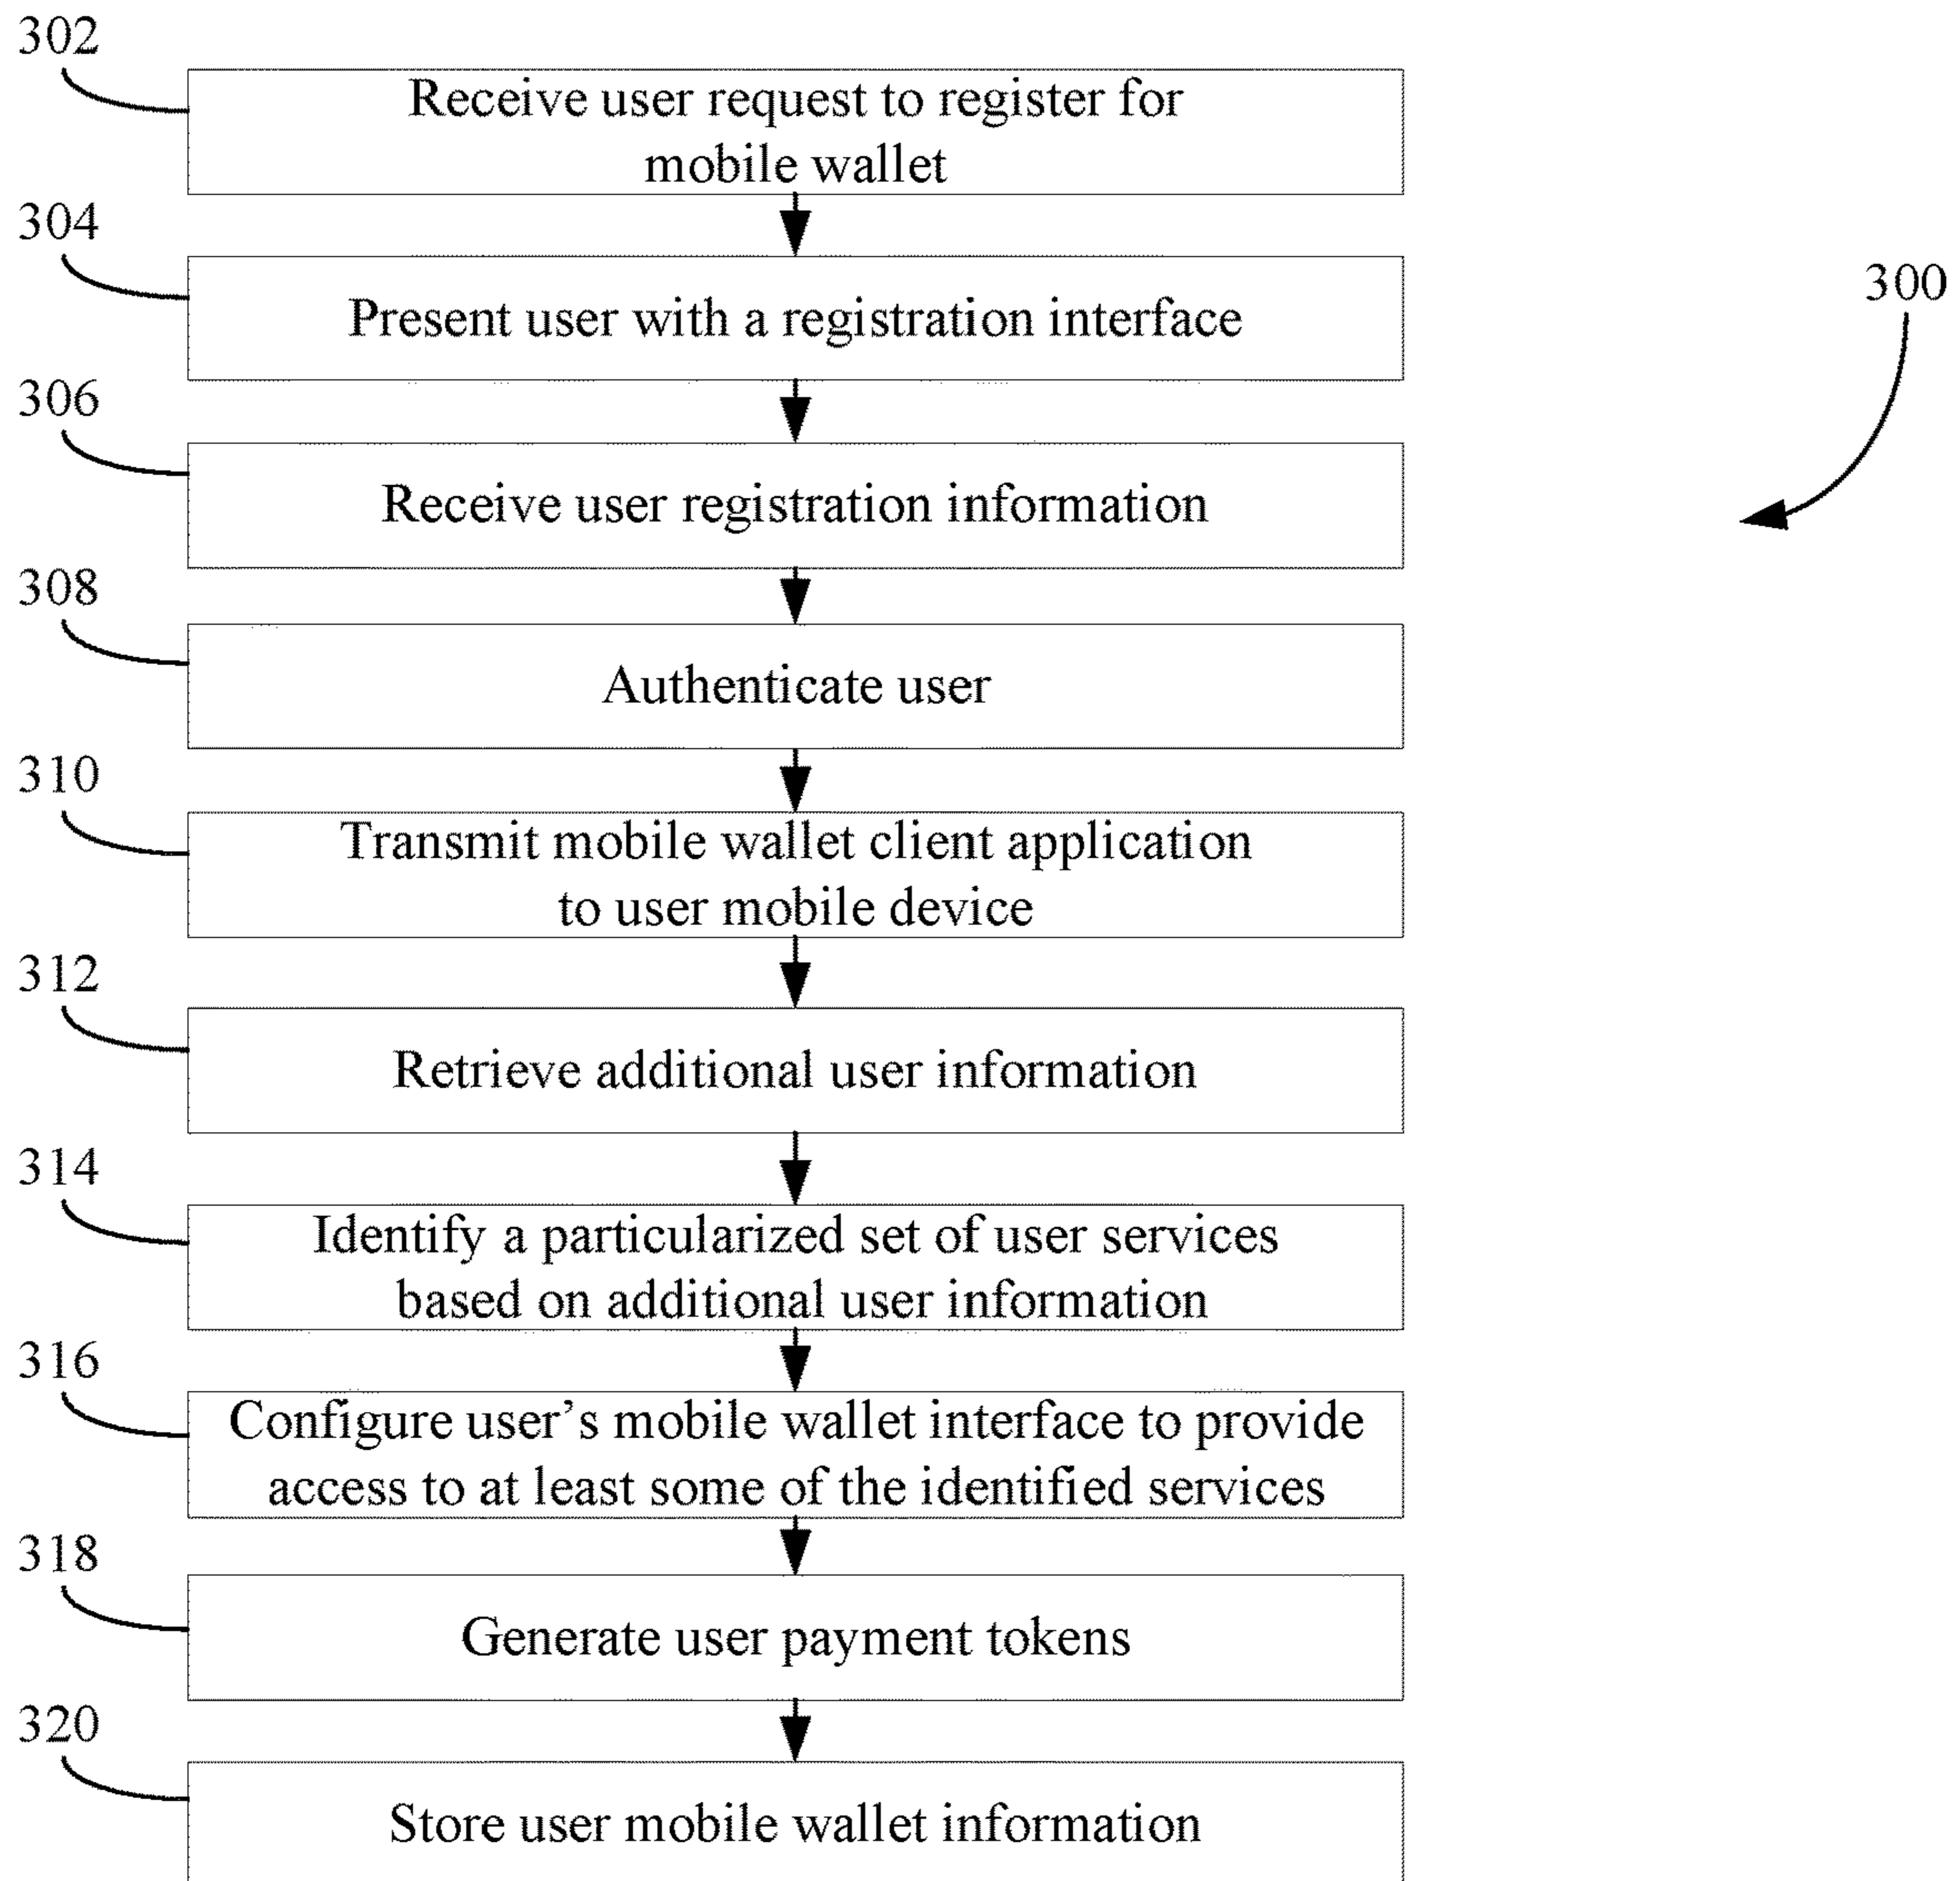 302
Receive user request to register for
mobile wallet
304
Present user with a registration interface
300
306
Receive user registration information
308
Authenticate user
310
Transmit mobile wallet client application
to user mobile device
312
Retrieve additional user information
314
Identify a particularized set of user services
based on additional user information
316
Configure user’s mobile wallet interface to provide
access to at least some of the identified services
318
Generate user payment tokens
320
Store user mobile wallet information